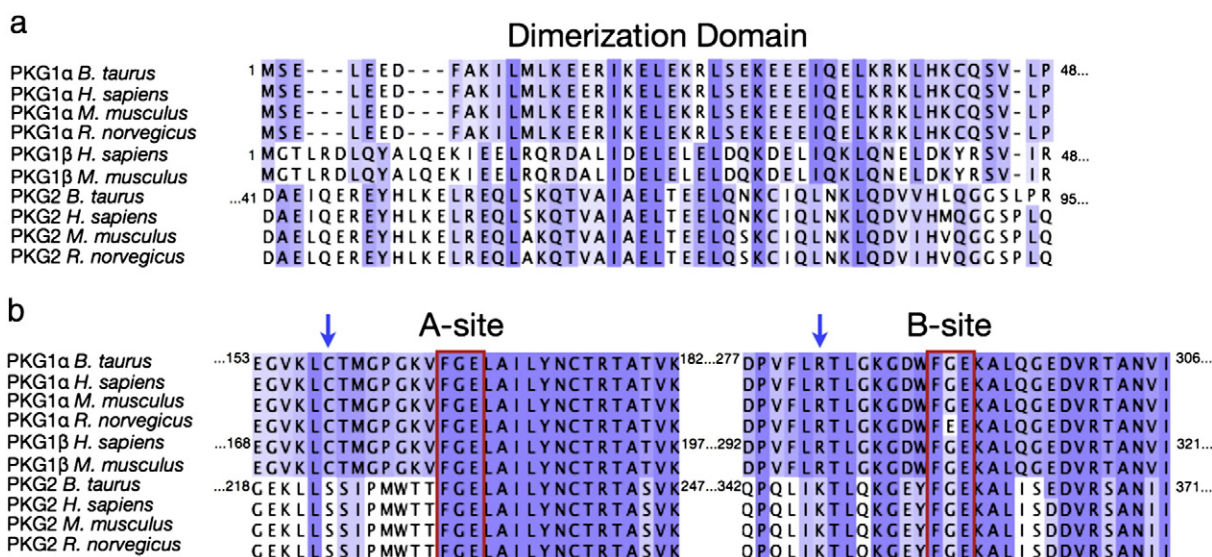 a
Dimerization Domain
PKG1α B. taurus 1 MSE---LEED---FAKILMLKEERIKELEKRLSEKEEEIQELKRKLHKCQSV-LP 48...
PKG1α H. sapiens MSE---LEED---FAKILMLKEERIKELEKRLSEKEEEIQELKRKLHKCQSV-LP
PKG1α M. musculus MSE---LEED---FAKILMLKEERIKELEKRLSEKEEEIQELKRKLHKCQSV-LP
PKG1α R. norvegicus MSE---LEED---FAKILMLKEERIKELEKRLSEKEEEIQELKRKLHKCQSV-LP
PKG1β H. sapiens 1 MGTLRDLQYALQEKIEELRQRDALIDELELELDQKDELIQKLQNELDKYRSV-IR 48...
PKG1β M. musculus MGTLRDLQYALQEKIEELRQRDALIDELELELDQKDELIQKLQNELDKYRSV-IR
PKG2 B. taurus ...41 DAEIQEREYHLKELREQLSKQTVAIAELTEELQNKCIQLNKLQDVVHLQGGSLPR 95...
PKG2 H. sapiens DAEIQEREYHLKELREQLSKQTVAIAELTEELQNKCIQLNKLQDVVHMQGGSPLQ
PKG2 M. musculus DAELQEREYHLKELREQLAKQTVAIAELTEELQSKCIQLNKLQDVIHVQGGSPLQ
PKG2 R. norvegicus DAELQEREYHLKELREQLAKQTVAIAELTEELQSKCIQLNKLQDVIHVQGGSPLQ
b
A-site B-site
PKG1α B. taurus ...153 EGVKLCTMGPGKVFGELAILYNCTRTATVK 182...277 DPVFLRTLGKGDWFGEKALQGEDVRTANVI 306...
PKG1α H. sapiens EGVKLCTMGPGKVFGELAILYNCTRTATVK DPVFLRTLGKGDWFGEKALQGEDVRTANVI
PKG1α M. musculus EGVKLCTMGPGKVFGELAILYNCTRTATVK DPVFLRTLGKGDWFGEKALQGEDVRTANVI
PKG1α R. norvegicus EGVKLCTMGPGKVFGELAILYNCTRTATVK DPVFLRTLGKGDWFEEKALQGEDVRTANVI
PKG1β H. sapiens ...168 EGVKLCTMGPGKVFGELAILYNCTRTATVK 197...292 DPVFLRTLGKGDWFGEKALQGEDVRTANVI 321...
PKG1β M. musculus EGVKLCTMGPGKVFGELAILYNCTRTATVK DPVFLRTLGKGDWFGEKALQGEDVRTANVI
PKG2 B. taurus ...218 GEKLLSSIPMWTTFGELAILYNCTRTASVK 247...342 QPQLIKTLQKGEYFGEKALISEDVRSANII 371...
PKG2 H. sapiens GEKLLSSIPMWTTFGELAILYNCTRTASVK QPQLIKTLQKGEYFGEKALISDDVRSANII
PKG2 M. musculus GEKLLSSIPMWTTFGELAILYNCTRTASVK QPQLIKTLQKGEYFGEKALISDDVRSANII
PKG2 R. norvegicus GEKLLSSIPMWTTFGELAILYNCTRTASVK QPQLIKTLQKGEYFGEKALISDDVRSANII